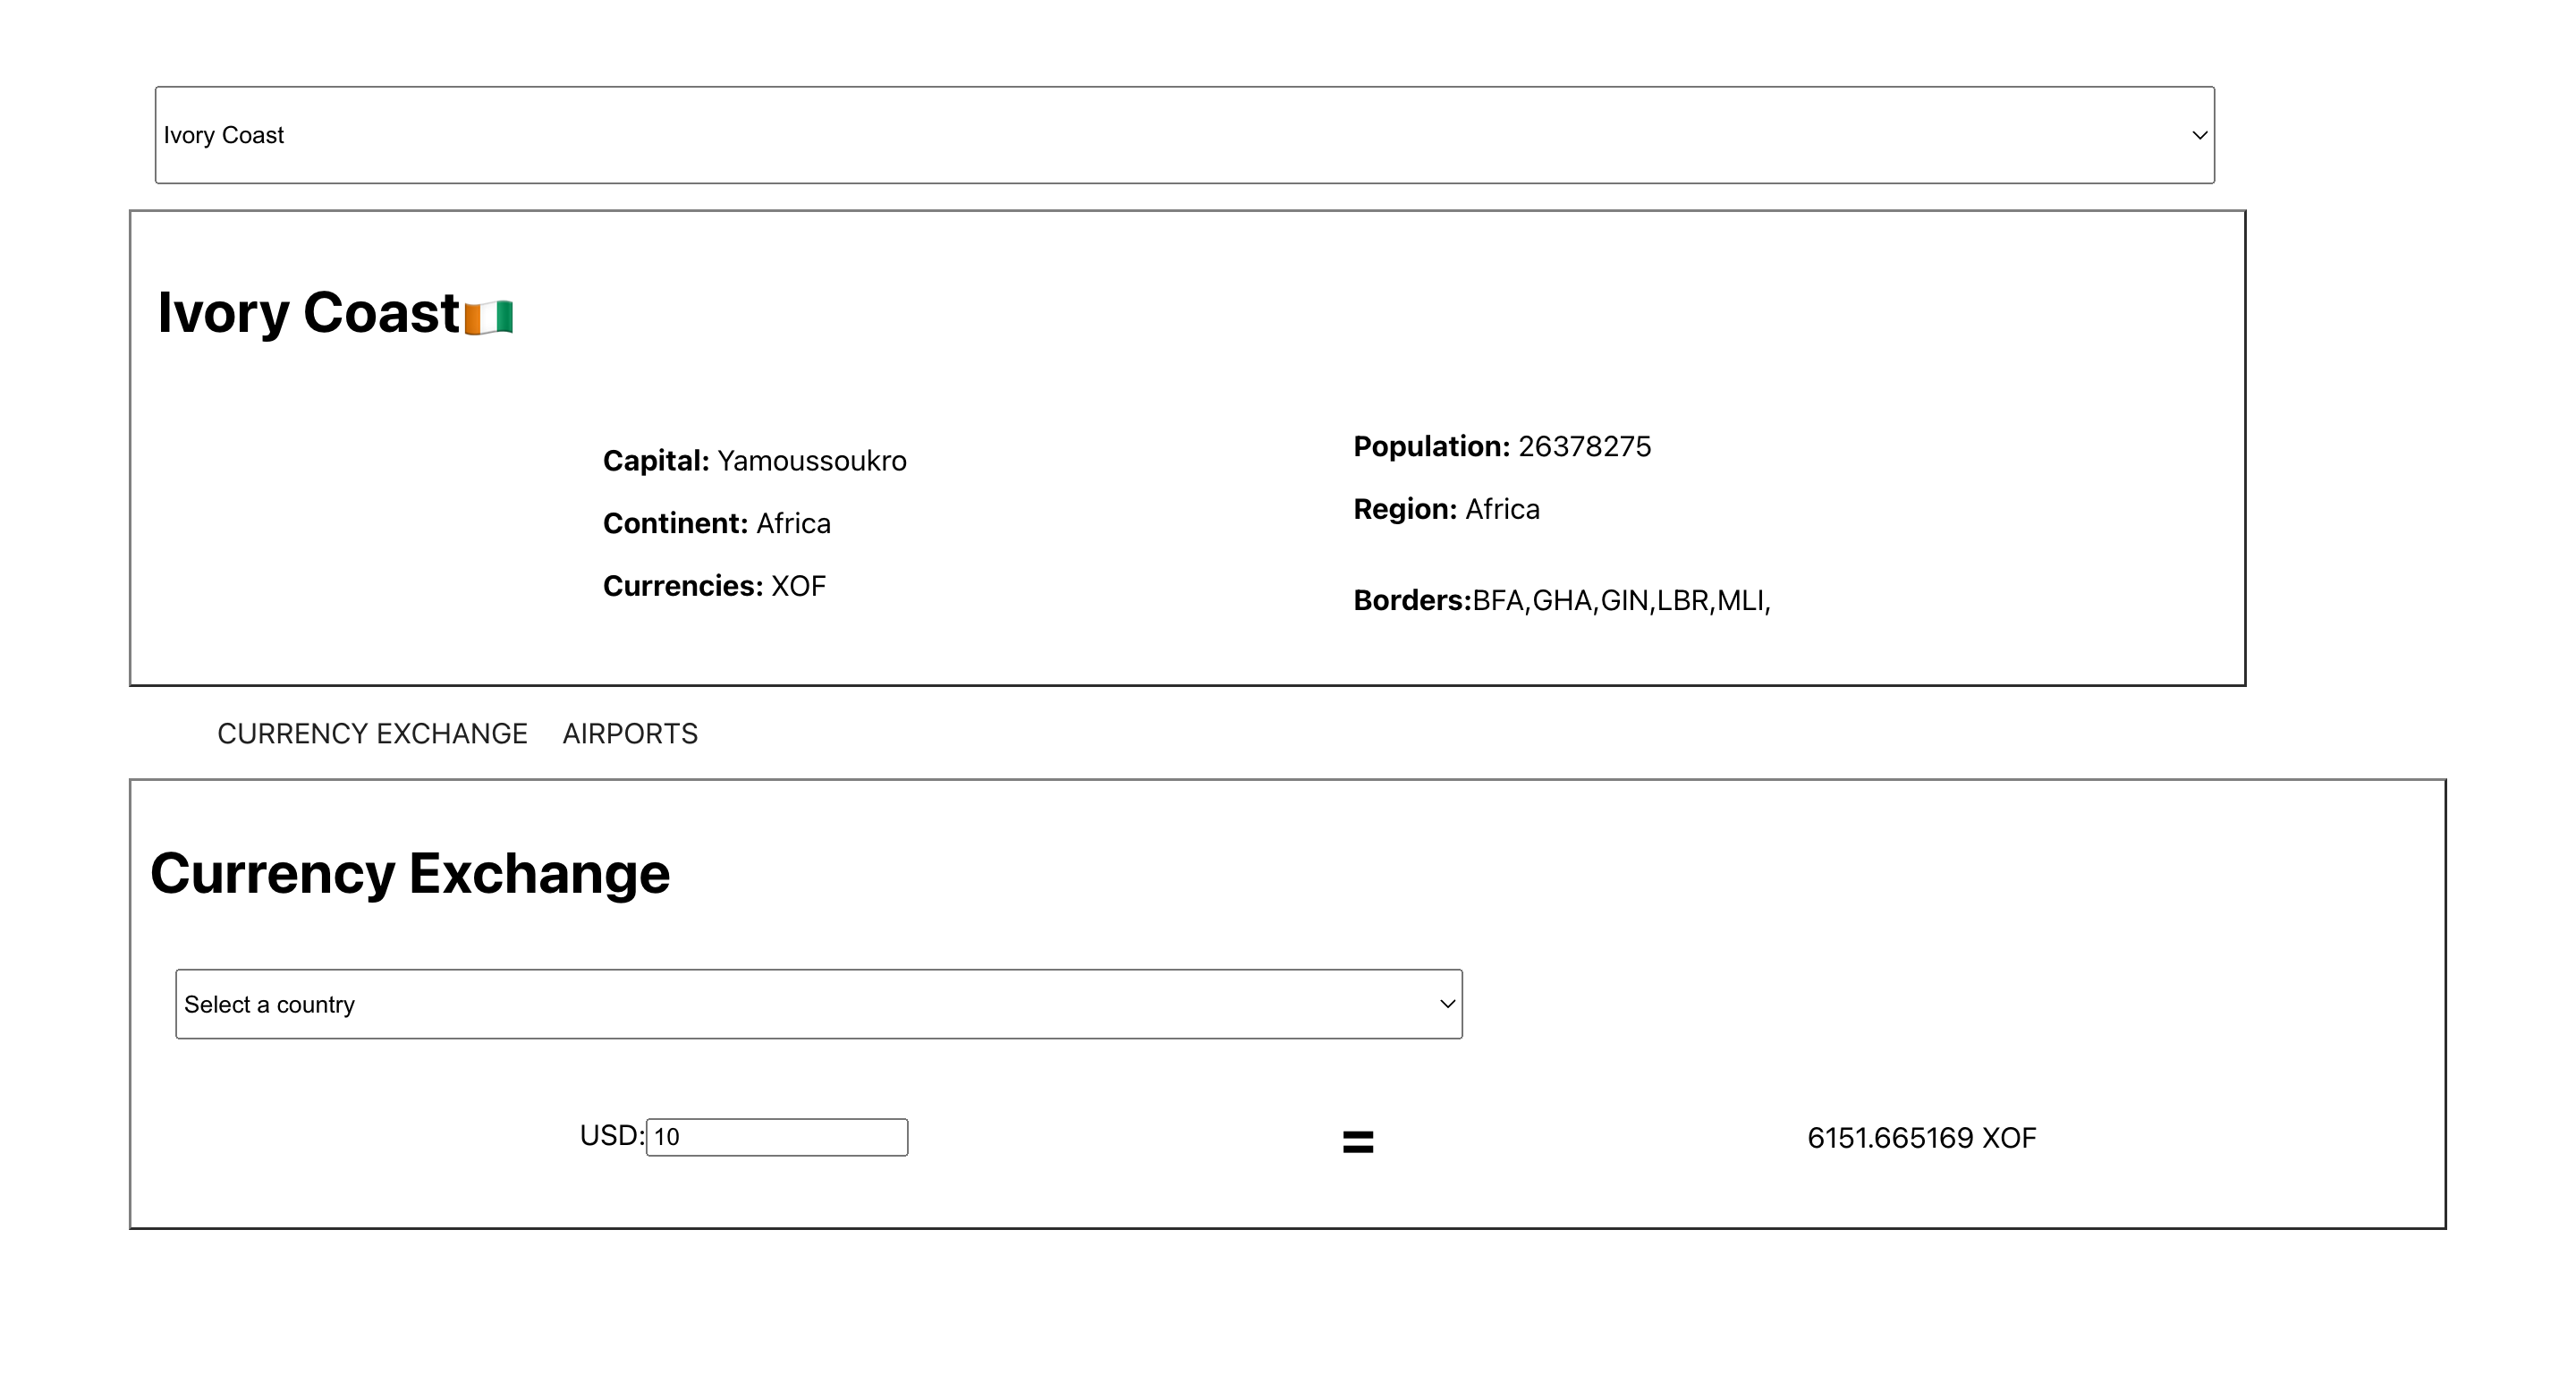 Ivory Coast
Ivory Coast🇨🇮
Capital: Yamoussoukro
Continent: Africa
Currencies: XOF
Population: 26378275
Region: Africa
Borders:BFA,GHA,GIN,LBR,MLI,
CURRENCY EXCHANGE AIRPORTS
Currency Exchange
Select a country
USD: 10 = 6151.665169 XOF